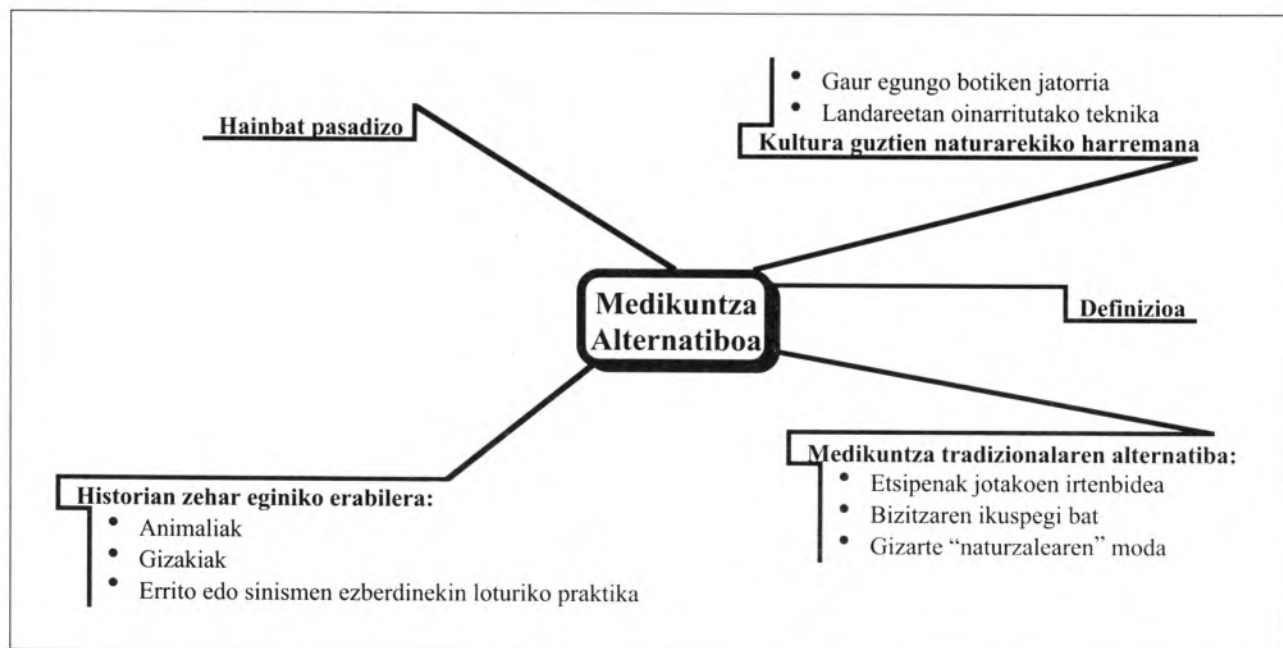 Hainbat pasadizo
• Gaur egungo botiken jatorria
• Landareetan oinarritutako teknika
Kultura guztien naturarekiko harremana
Medikuntza
Alternatiboa
Definizioa
Medikuntza tradizionalaren alternatiba:
• Etsipenak jotakoen irtenbidea
• Bizitzaren ikuspegi bat
• Gizarte “naturzalearen” moda
Historian zehar eginiko erabilera:
• Animaliak
• Gizakiak
• Errito edo sinismen ezberdinekin loturiko praktika